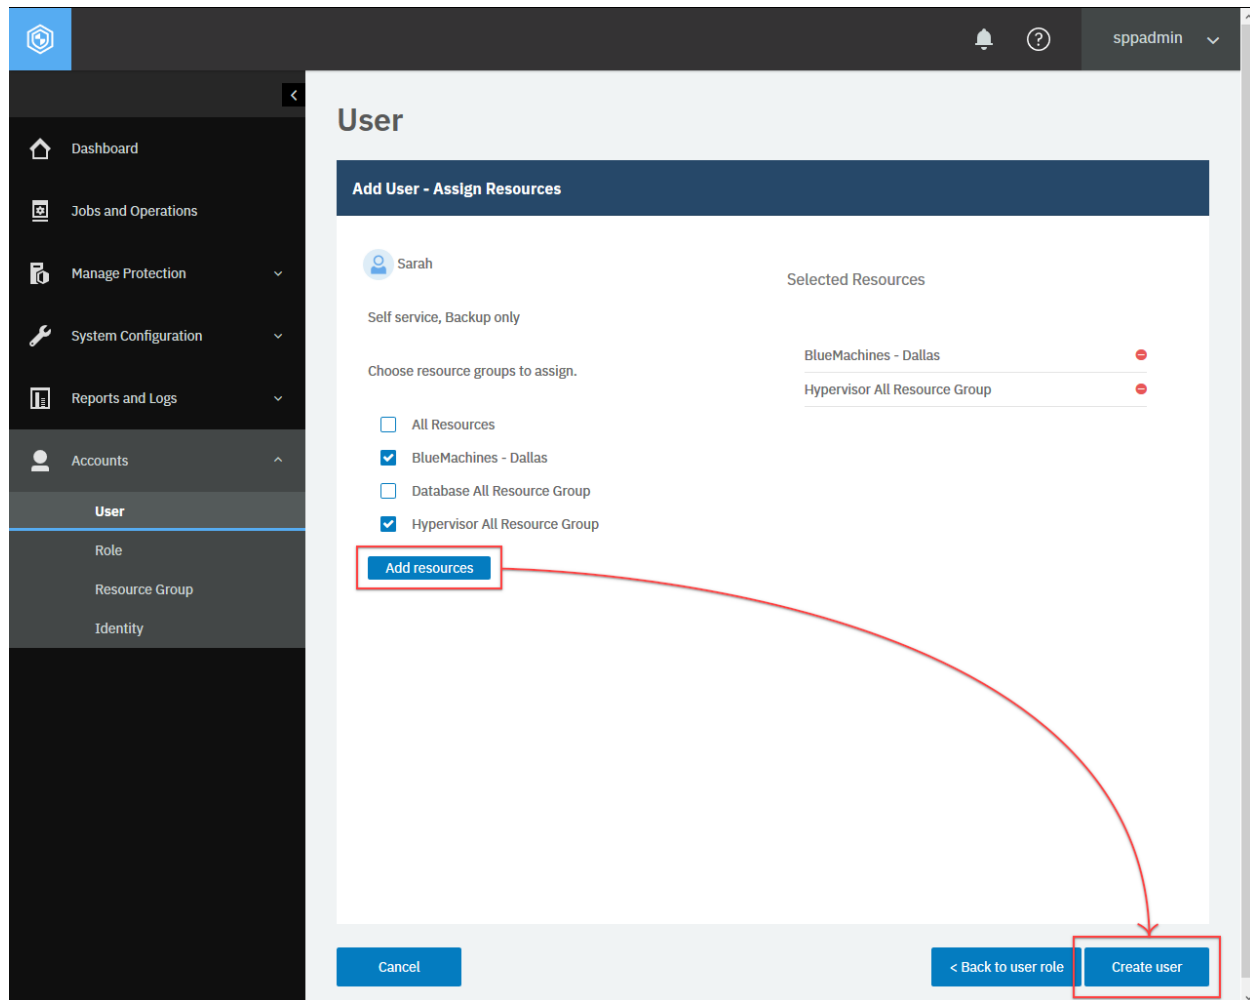 sppadmin
Dashboard
Jobs and Operations
Manage Protection
System Configuration
Reports and Logs
Accounts
User
Role
Resource Group
Identity
User
Add User - Assign Resources
Sarah
Self service, Backup only
Choose resource groups to assign.
All Resources
BlueMachines - Dallas
Database All Resource Group
Hypervisor All Resource Group
Add resources
Selected Resources
BlueMachines - Dallas
Hypervisor All Resource Group
Cancel
< Back to user role
Create user